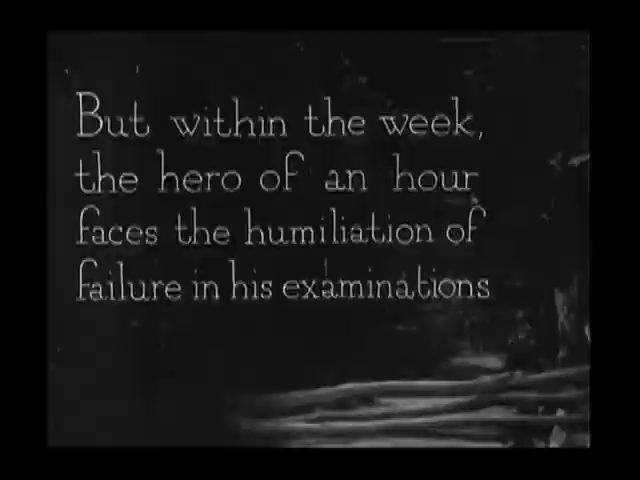 But within the week,
the hero of an hour
faces the humiliation of
failure in his examinations